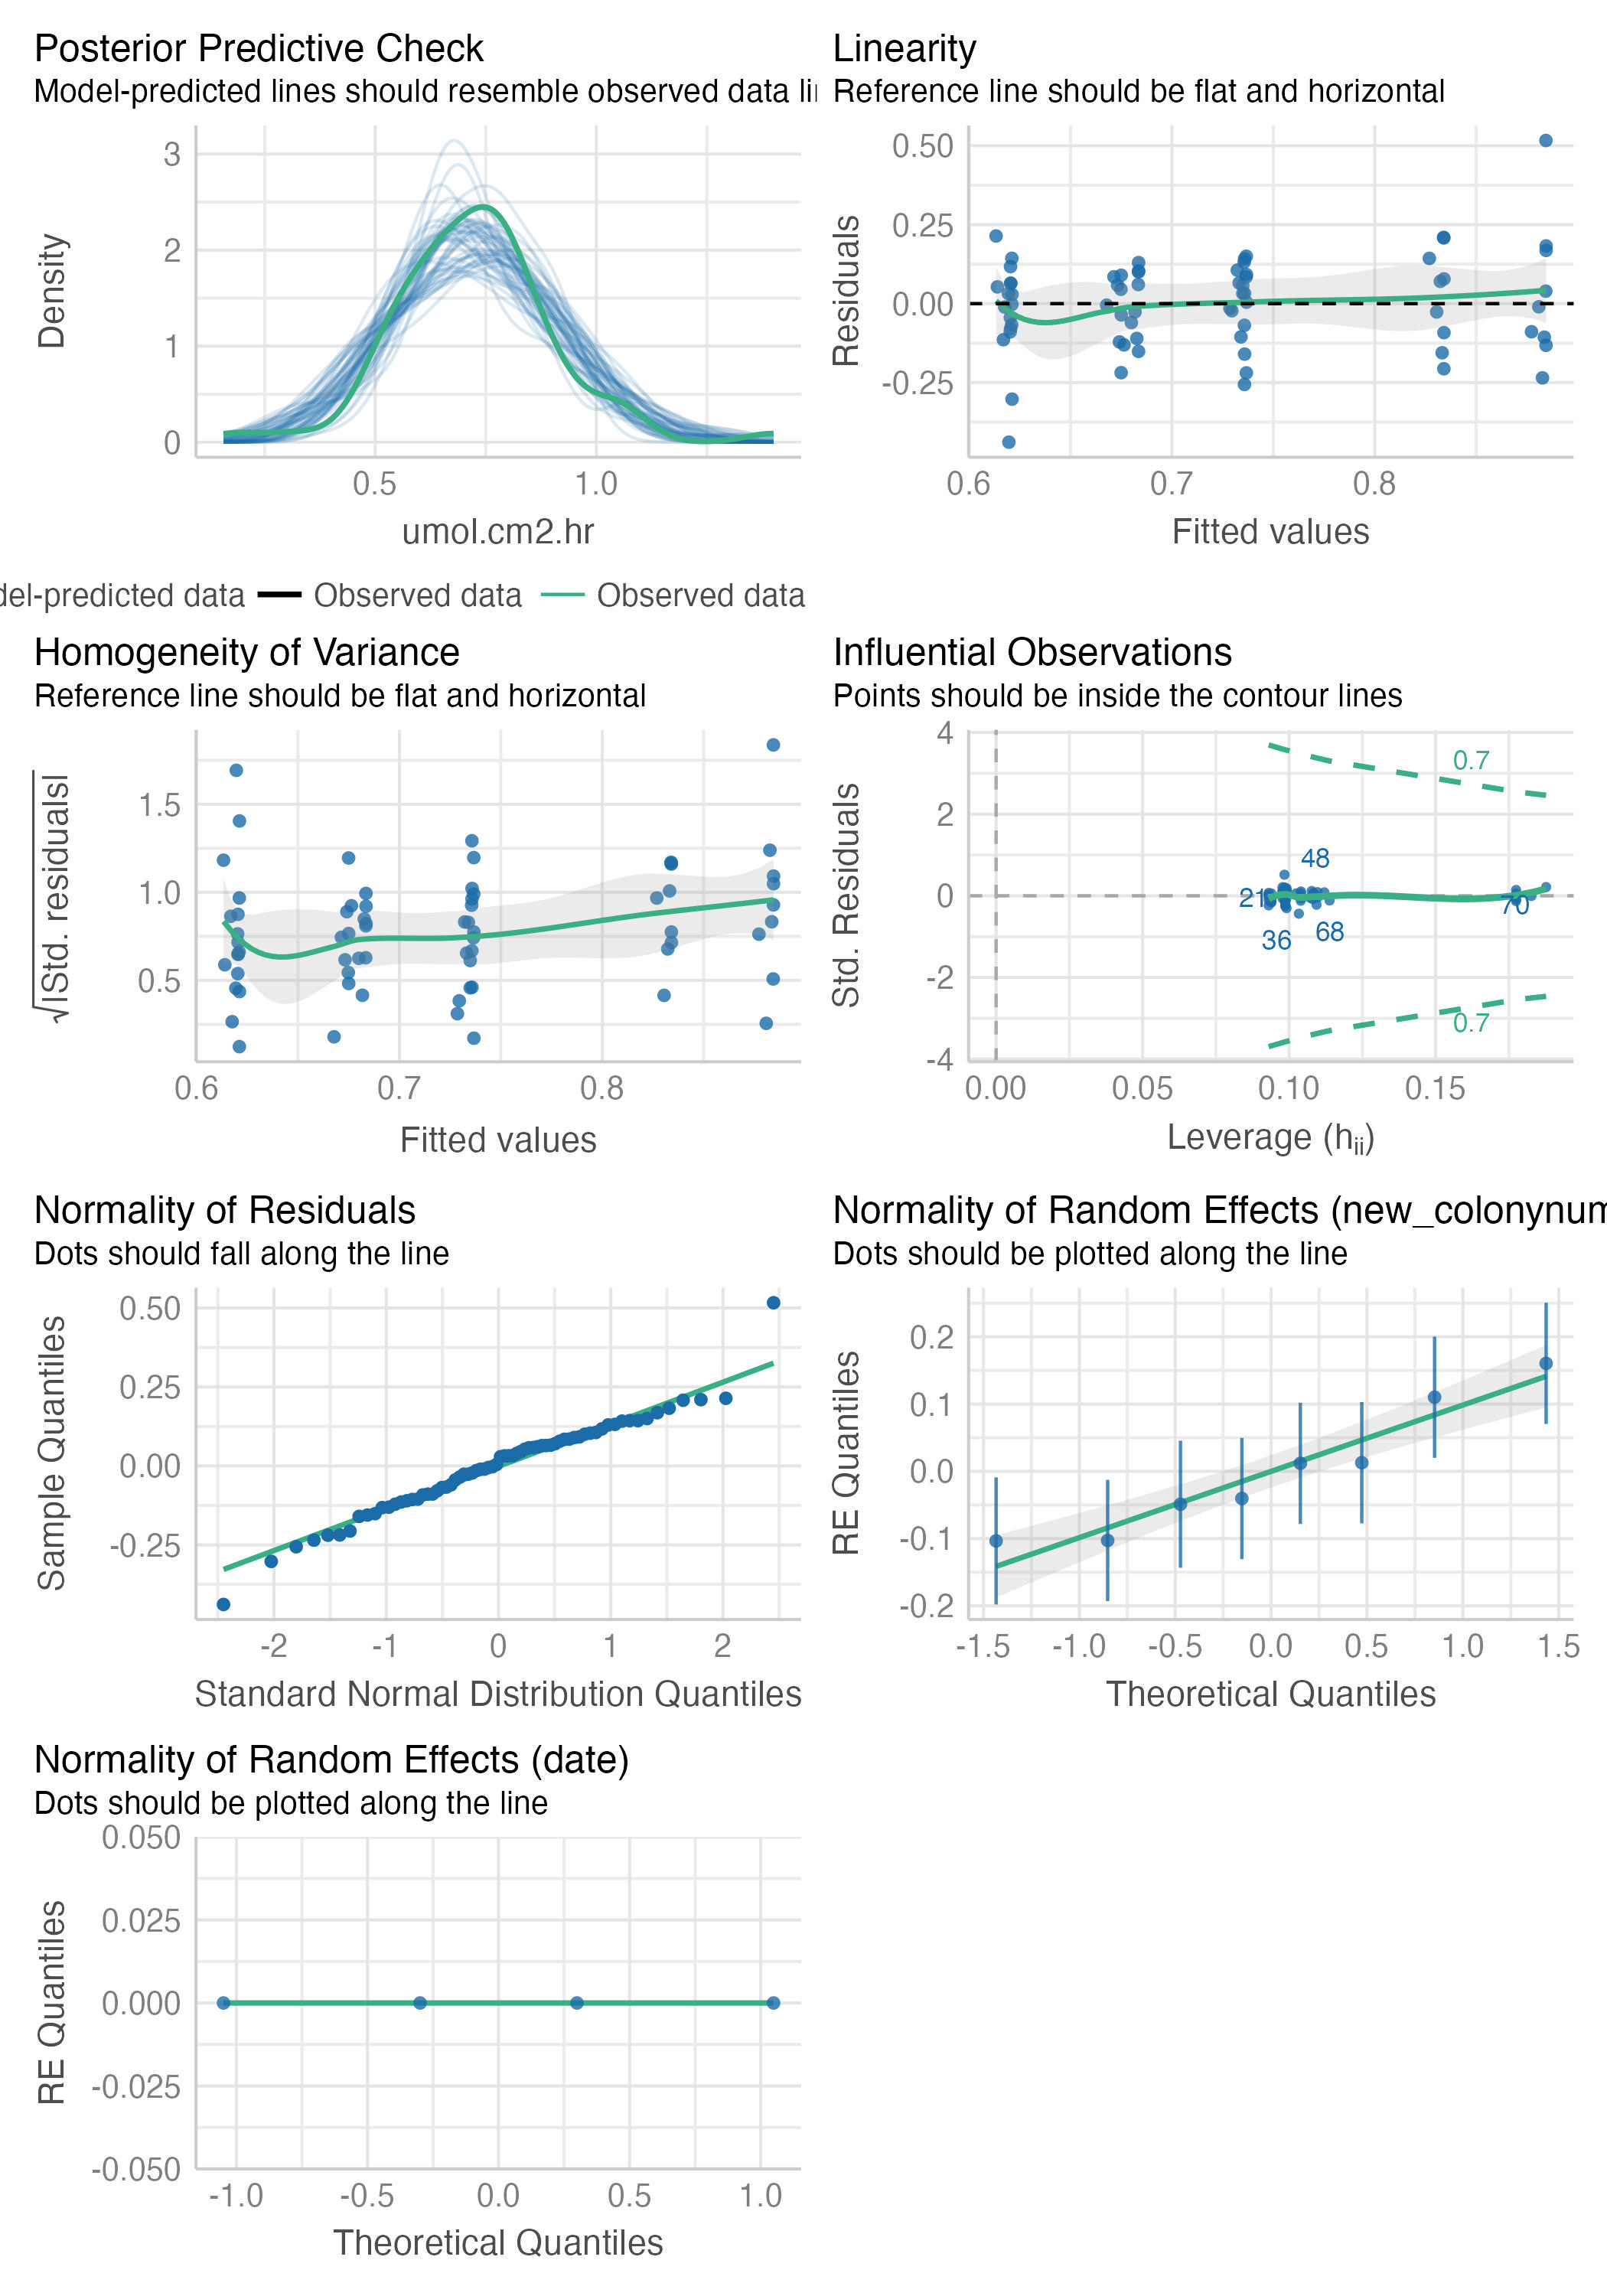 Posterior Predictive Check
Model-predicted lines should resemble observed data li
Density
3
2
1
0
0.5 1.0
umol.cm2.hr
del-predicted data Observed data Observed data
Linearity
Reference line should be flat and horizontal
Residuals
0.50
0.25
0.00
-0.25
0.6 0.7 0.8
Fitted values
Homogeneity of Variance
Reference line should be flat and horizontal
√|Std. residuals|
1.5
1.0
0.5
0.6 0.7 0.8
Fitted values
Influential Observations
Points should be inside the contour lines
Std. Residuals
4
2
0
-2
-4
0.7
48
21
70
36
68
0.7
0.00 0.05 0.10 0.15
Leverage (hii)
Normality of Residuals
Dots should fall along the line
Sample Quantiles
0.50
0.25
0.00
-0.25
-2 -1 0 1 2
Standard Normal Distribution Quantiles
Normality of Random Effects (new_colonynum
Dots should be plotted along the line
RE Quantiles
0.2
0.1
0.0
-0.1
-0.2
-1.5 -1.0 -0.5 0.0 0.5 1.0 1.5
Theoretical Quantiles
Normality of Random Effects (date)
Dots should be plotted along the line
RE Quantiles
0.050
0.025
0.000
-0.025
-0.050
-1.0 -0.5 0.0 0.5 1.0
Theoretical Quantiles